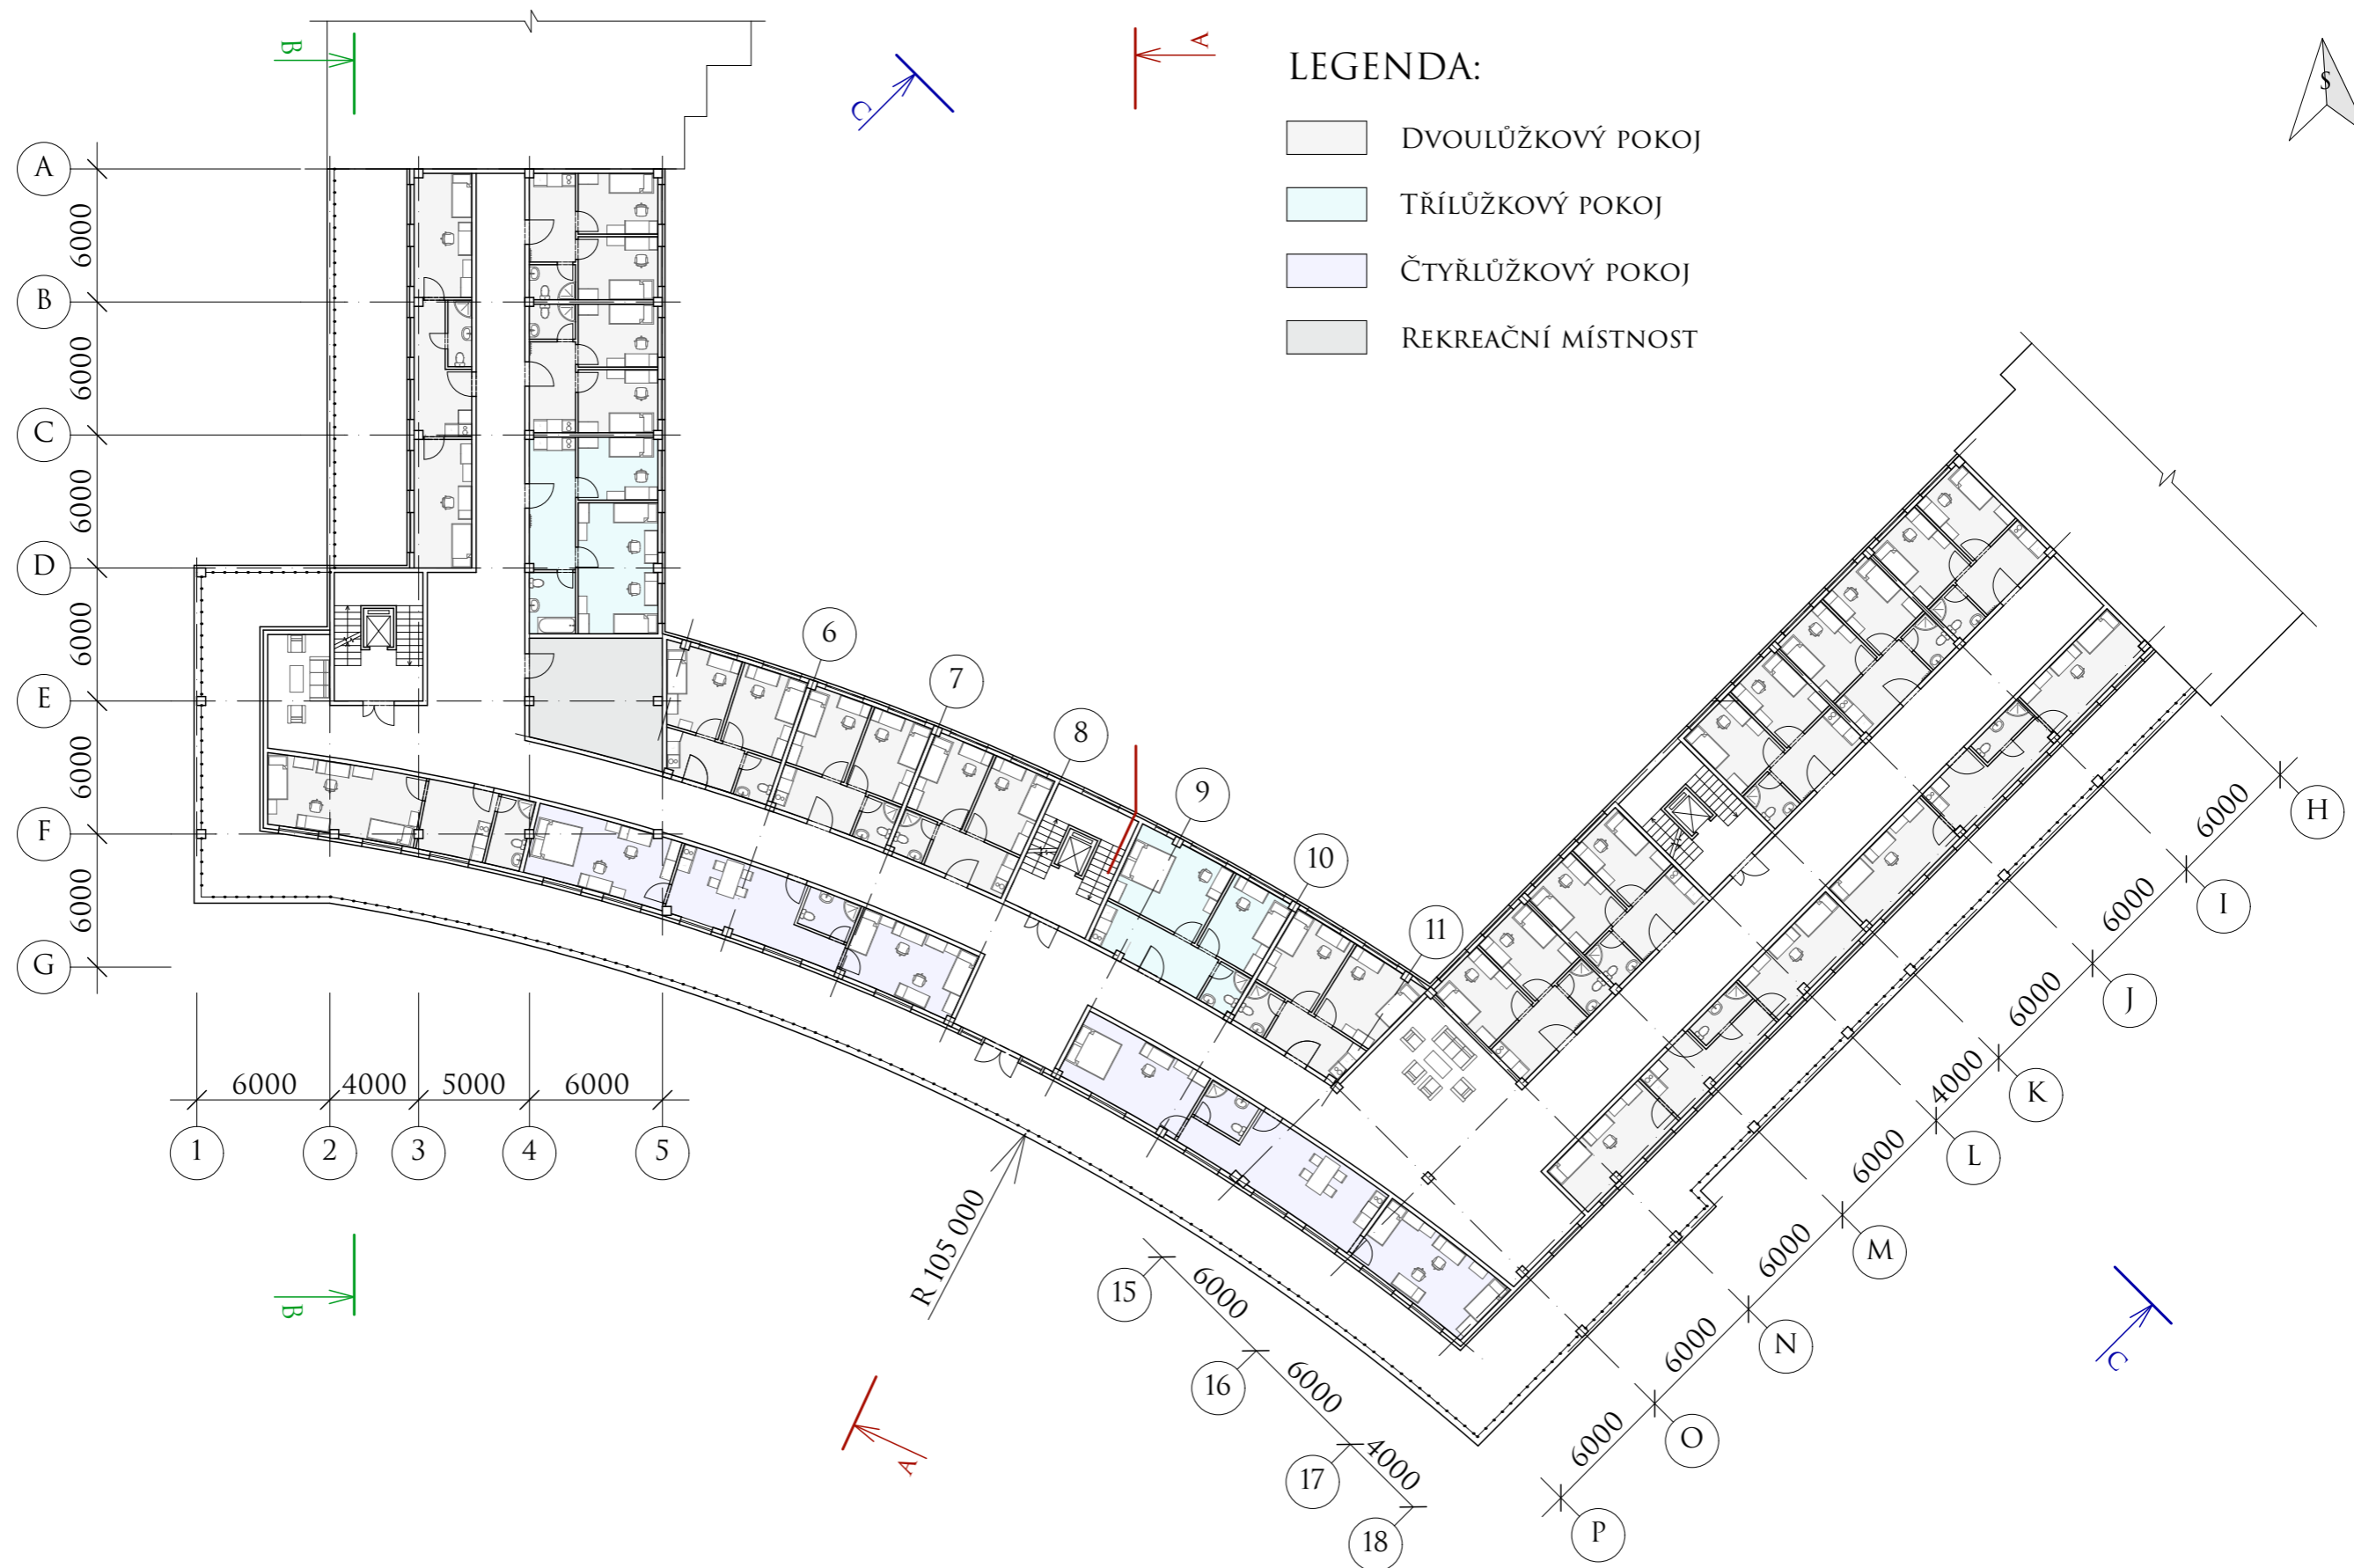 B
C
A
S
LEGENDA:
Dvoulůžkový pokoj
Třílůžkový pokoj
Čtyřlůžkový pokoj
Rekreační místnost
A
6000
B
6000
C
6000
D
6000
E
6000
F
6000
G
6
7
8
9
10
11
6000 4000 5000 6000
1 2 3 4 5
R 105 000
B
A
C
15
6000
16
6000
17
4000
18
H
6000
I
6000
J
6000
K
4000
L
6000
M
6000
N
6000
O
6000
P